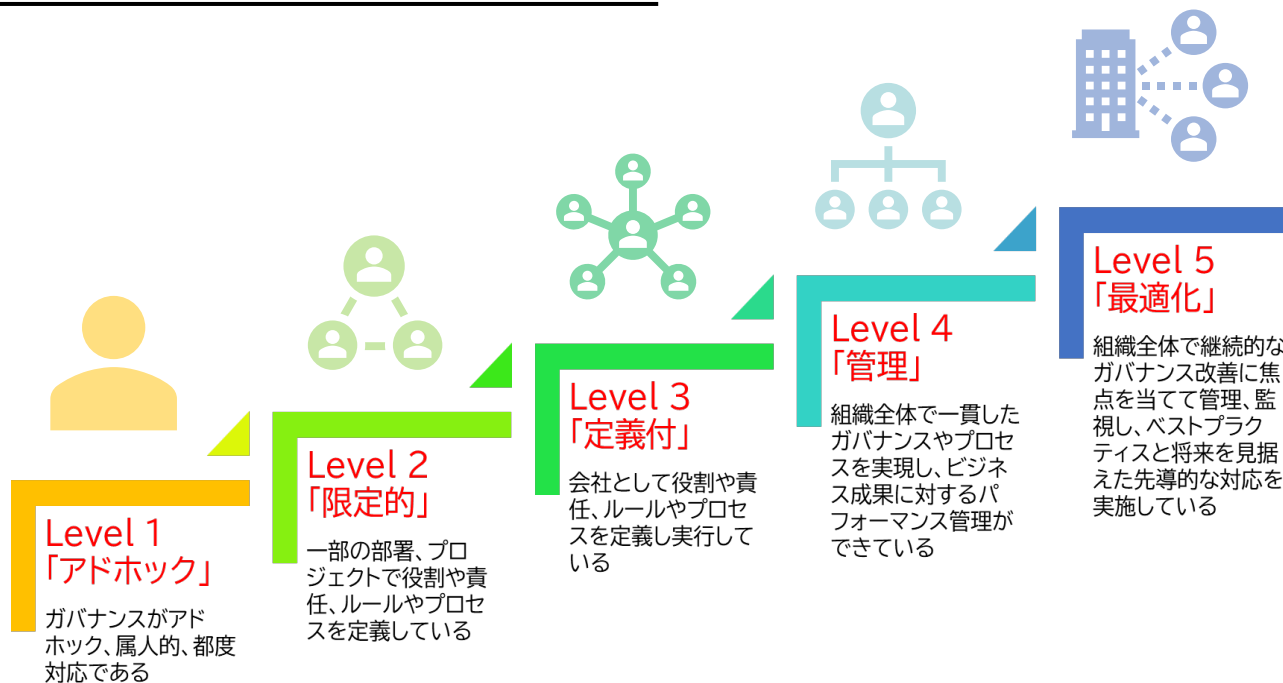 Level 1
「アドホック」
ガバナンスがアド
ホック、属人的、都度
対応である
Level 2
「限定的」
一部の部署、プロ
ジェクトで役割や責
任、ルールやプロセ
スを定義している
Level 3
「定義付」
会社として役割や責
任、ルールやプロセ
スを定義し実行して
いる
Level 4
「管理」
組織全体で一貫した
ガバナンスやプロセ
スを実現し、ビジネ
ス成果に対するパ
フォーマンス管理が
できている
Level 5
「最適化」
組織全体で継続的な
ガバナンス改善に焦
点を当てて管理、監
視し、ベストプラク
ティスと将来を見据
えた先導的な対応を
実施している